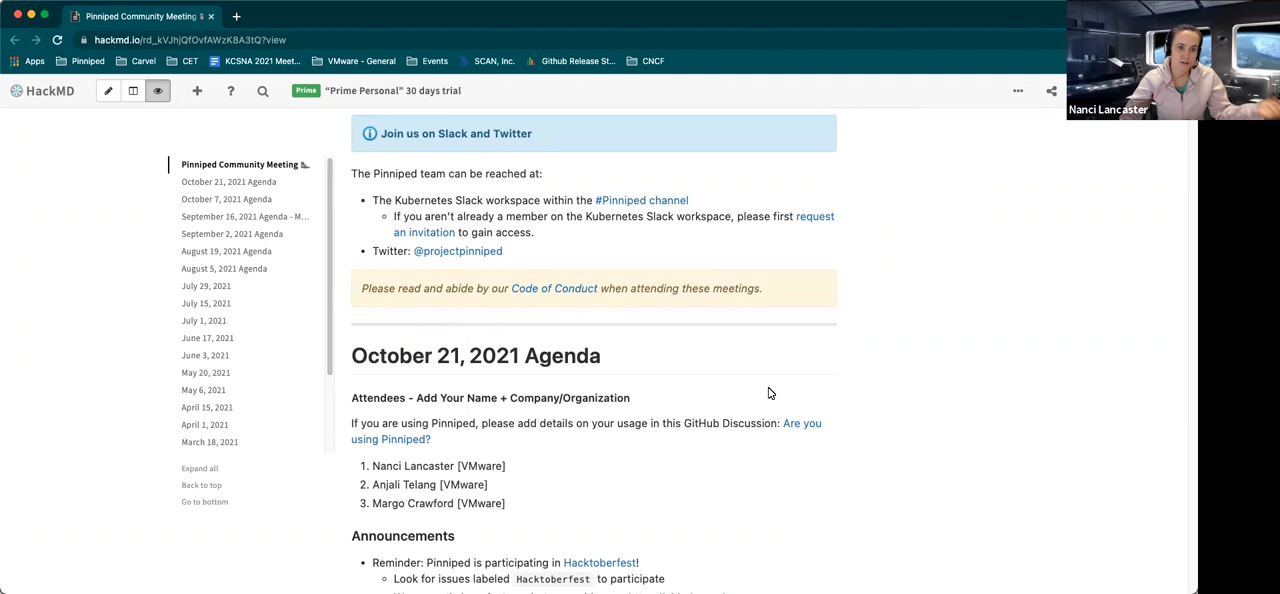 Pinniped Community Meeting
hackmd.io/rd_kVJhjQfOvfAWzK8A3tQ?view
Apps Pinniped Carvel CET KCSNA 2021 Meet... VMware - General Events SCAN, Inc. Github Release St... CNCF
HackMD
Prime "Prime Personal" 30 days trial
Nanci Lancaster
Pinniped Community Meeting
October 21, 2021 Agenda
October 7, 2021 Agenda
September 16, 2021 Agenda - M...
September 2, 2021 Agenda
August 19, 2021 Agenda
August 5, 2021 Agenda
July 29, 2021
July 15, 2021
July 1, 2021
June 17, 2021
June 3, 2021
May 20, 2021
May 6, 2021
April 15, 2021
April 1, 2021
March 18, 2021
Expand all
Back to top
Go to bottom
Join us on Slack and Twitter
The Pinniped team can be reached at:
• The Kubernetes Slack workspace within the #Pinniped channel
If you aren't already a member on the Kubernetes Slack workspace, please first request
an invitation to gain access.
• Twitter: @projectpinniped
Please read and abide by our Code of Conduct when attending these meetings.
October 21, 2021 Agenda
Attendees - Add Your Name + Company/Organization
If you are using Pinniped, please add details on your usage in this GitHub Discussion: Are you
using Pinniped?
1. Nanci Lancaster [VMware]
2. Anjali Telang [VMware]
3. Margo Crawford [VMware]
Announcements
• Reminder: Pinniped is participating in Hacktoberfest!
Look for issues labeled Hacktoberfest to participate